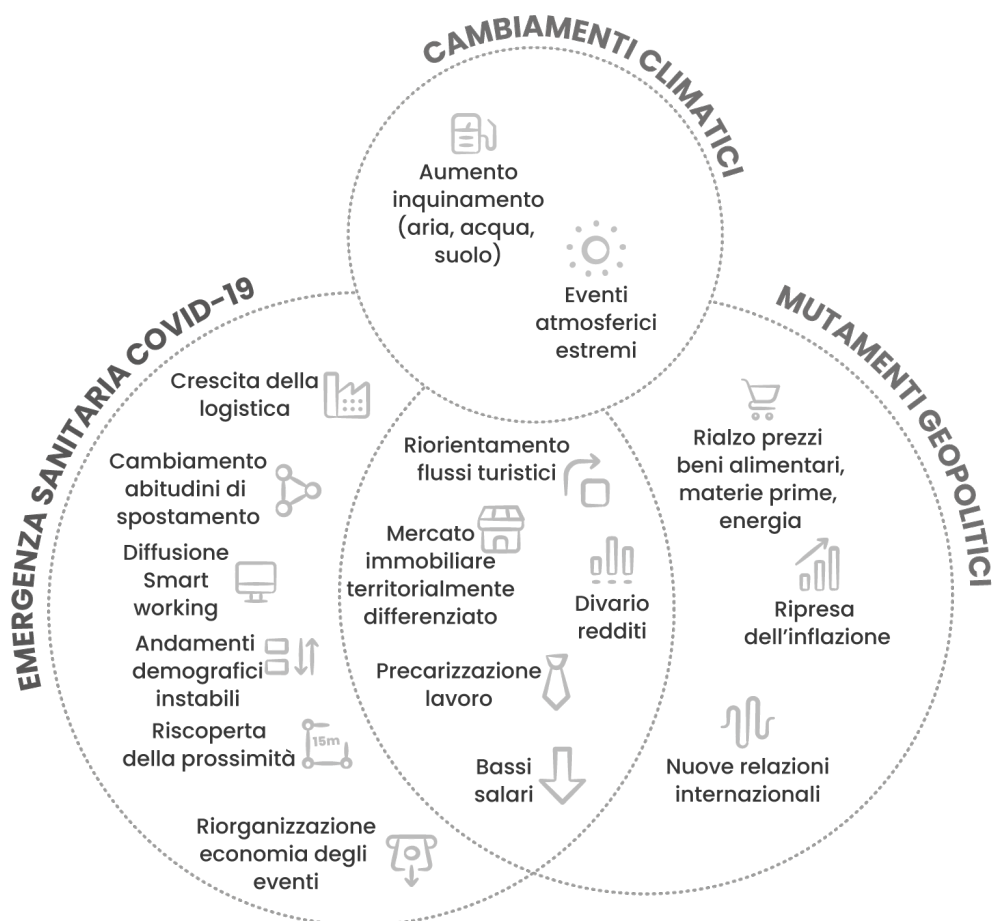 CAMBIAMENTI CLIMATICI
Aumento
inquinamento
(aria, acqua,
suolo)
Eventi
atmosferici
estremi
EMERGENZA SANITARIA COVID-19
Crescita della
logistica
Cambiamento
abitudini di
spostamento
Diffusione
Smart
working
Andamenti
demografici
instabili
Riscoperta
della prossimità
15m
Riorganizzazione
economia degli
eventi
Riorientamento
flussi turistici
Mercato
immobiliare
territorialmente
differenziato
Divario
redditi
Precarizzazione
lavoro
Bassi
salari
MUTAMENTI GEOPOLITICI
Rialzo prezzi
beni alimentari,
materie prime,
energia
Ripresa
dell’inflazione
Nuove relazioni
internazionali